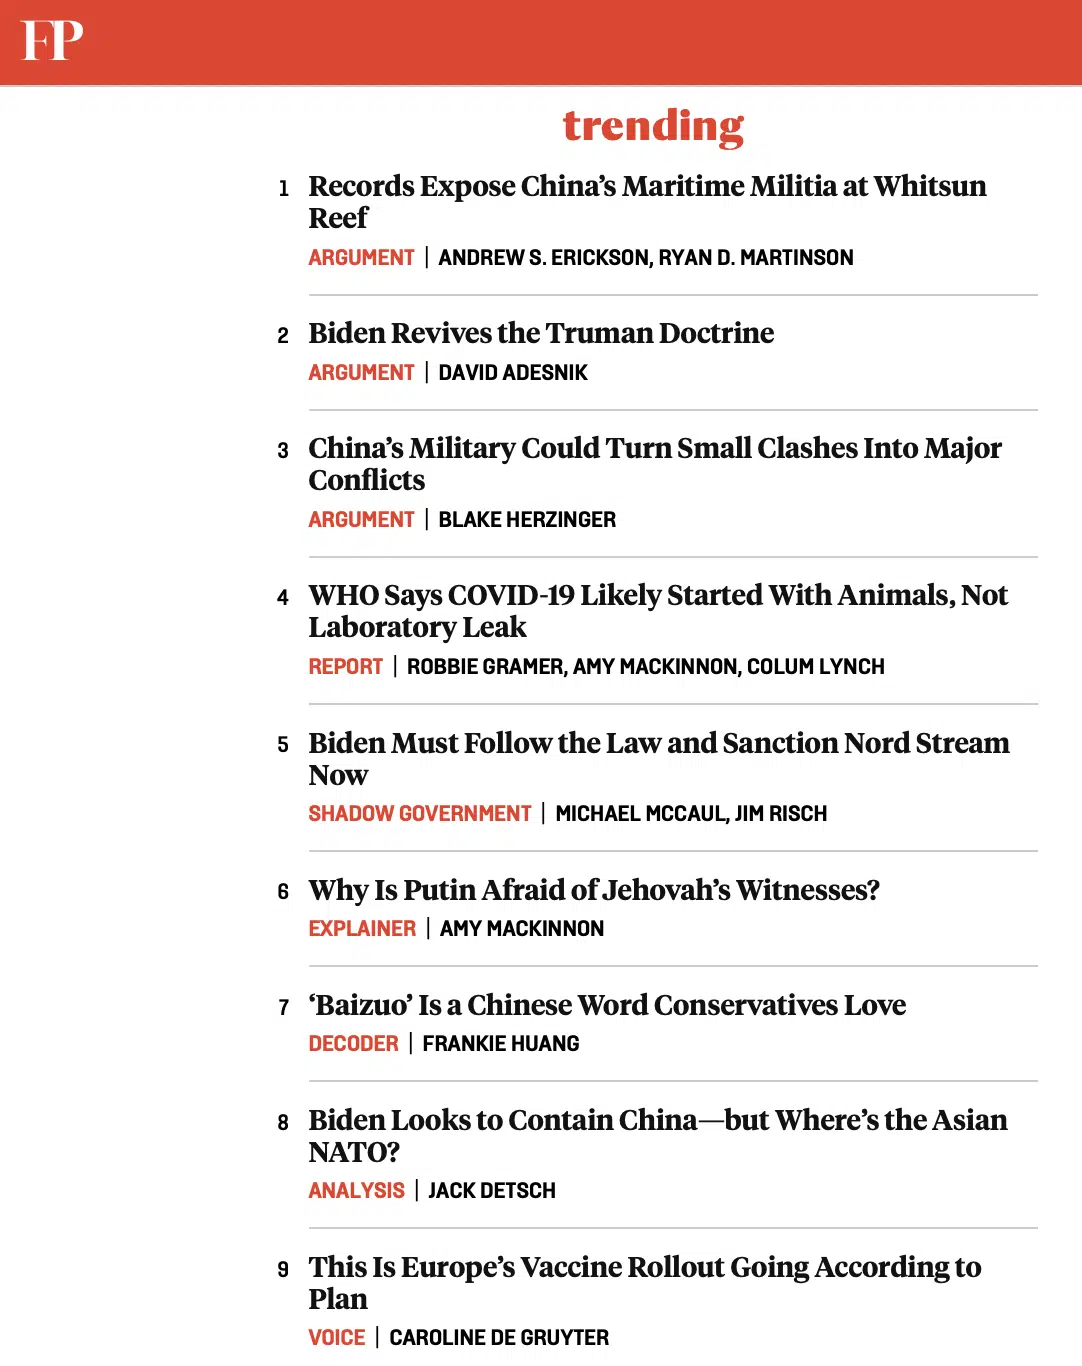 FP
trending
1 Records Expose China’s Maritime Militia at Whitsun
Reef
ARGUMENT | ANDREW S. ERICKSON, RYAN D. MARTINSON
2 Biden Revives the Truman Doctrine
ARGUMENT | DAVID ADESNIK
3 China’s Military Could Turn Small Clashes Into Major
Conflicts
ARGUMENT | BLAKE HERZINGER
4 WHO Says COVID-19 Likely Started With Animals, Not
Laboratory Leak
REPORT | ROBBIE GRAMER, AMY MACKINNON, COLUM LYNCH
5 Biden Must Follow the Law and Sanction Nord Stream
Now
SHADOW GOVERNMENT | MICHAEL MCCAUL, JIM RISCH
6 Why Is Putin Afraid of Jehovah’s Witnesses?
EXPLAINER | AMY MACKINNON
7 ‘Baizuo’ Is a Chinese Word Conservatives Love
DECODER | FRANKIE HUANG
8 Biden Looks to Contain China—but Where’s the Asian
NATO?
ANALYSIS | JACK DETSCH
9 This Is Europe’s Vaccine Rollout Going According to
Plan
VOICE | CAROLINE DE GRUYTER